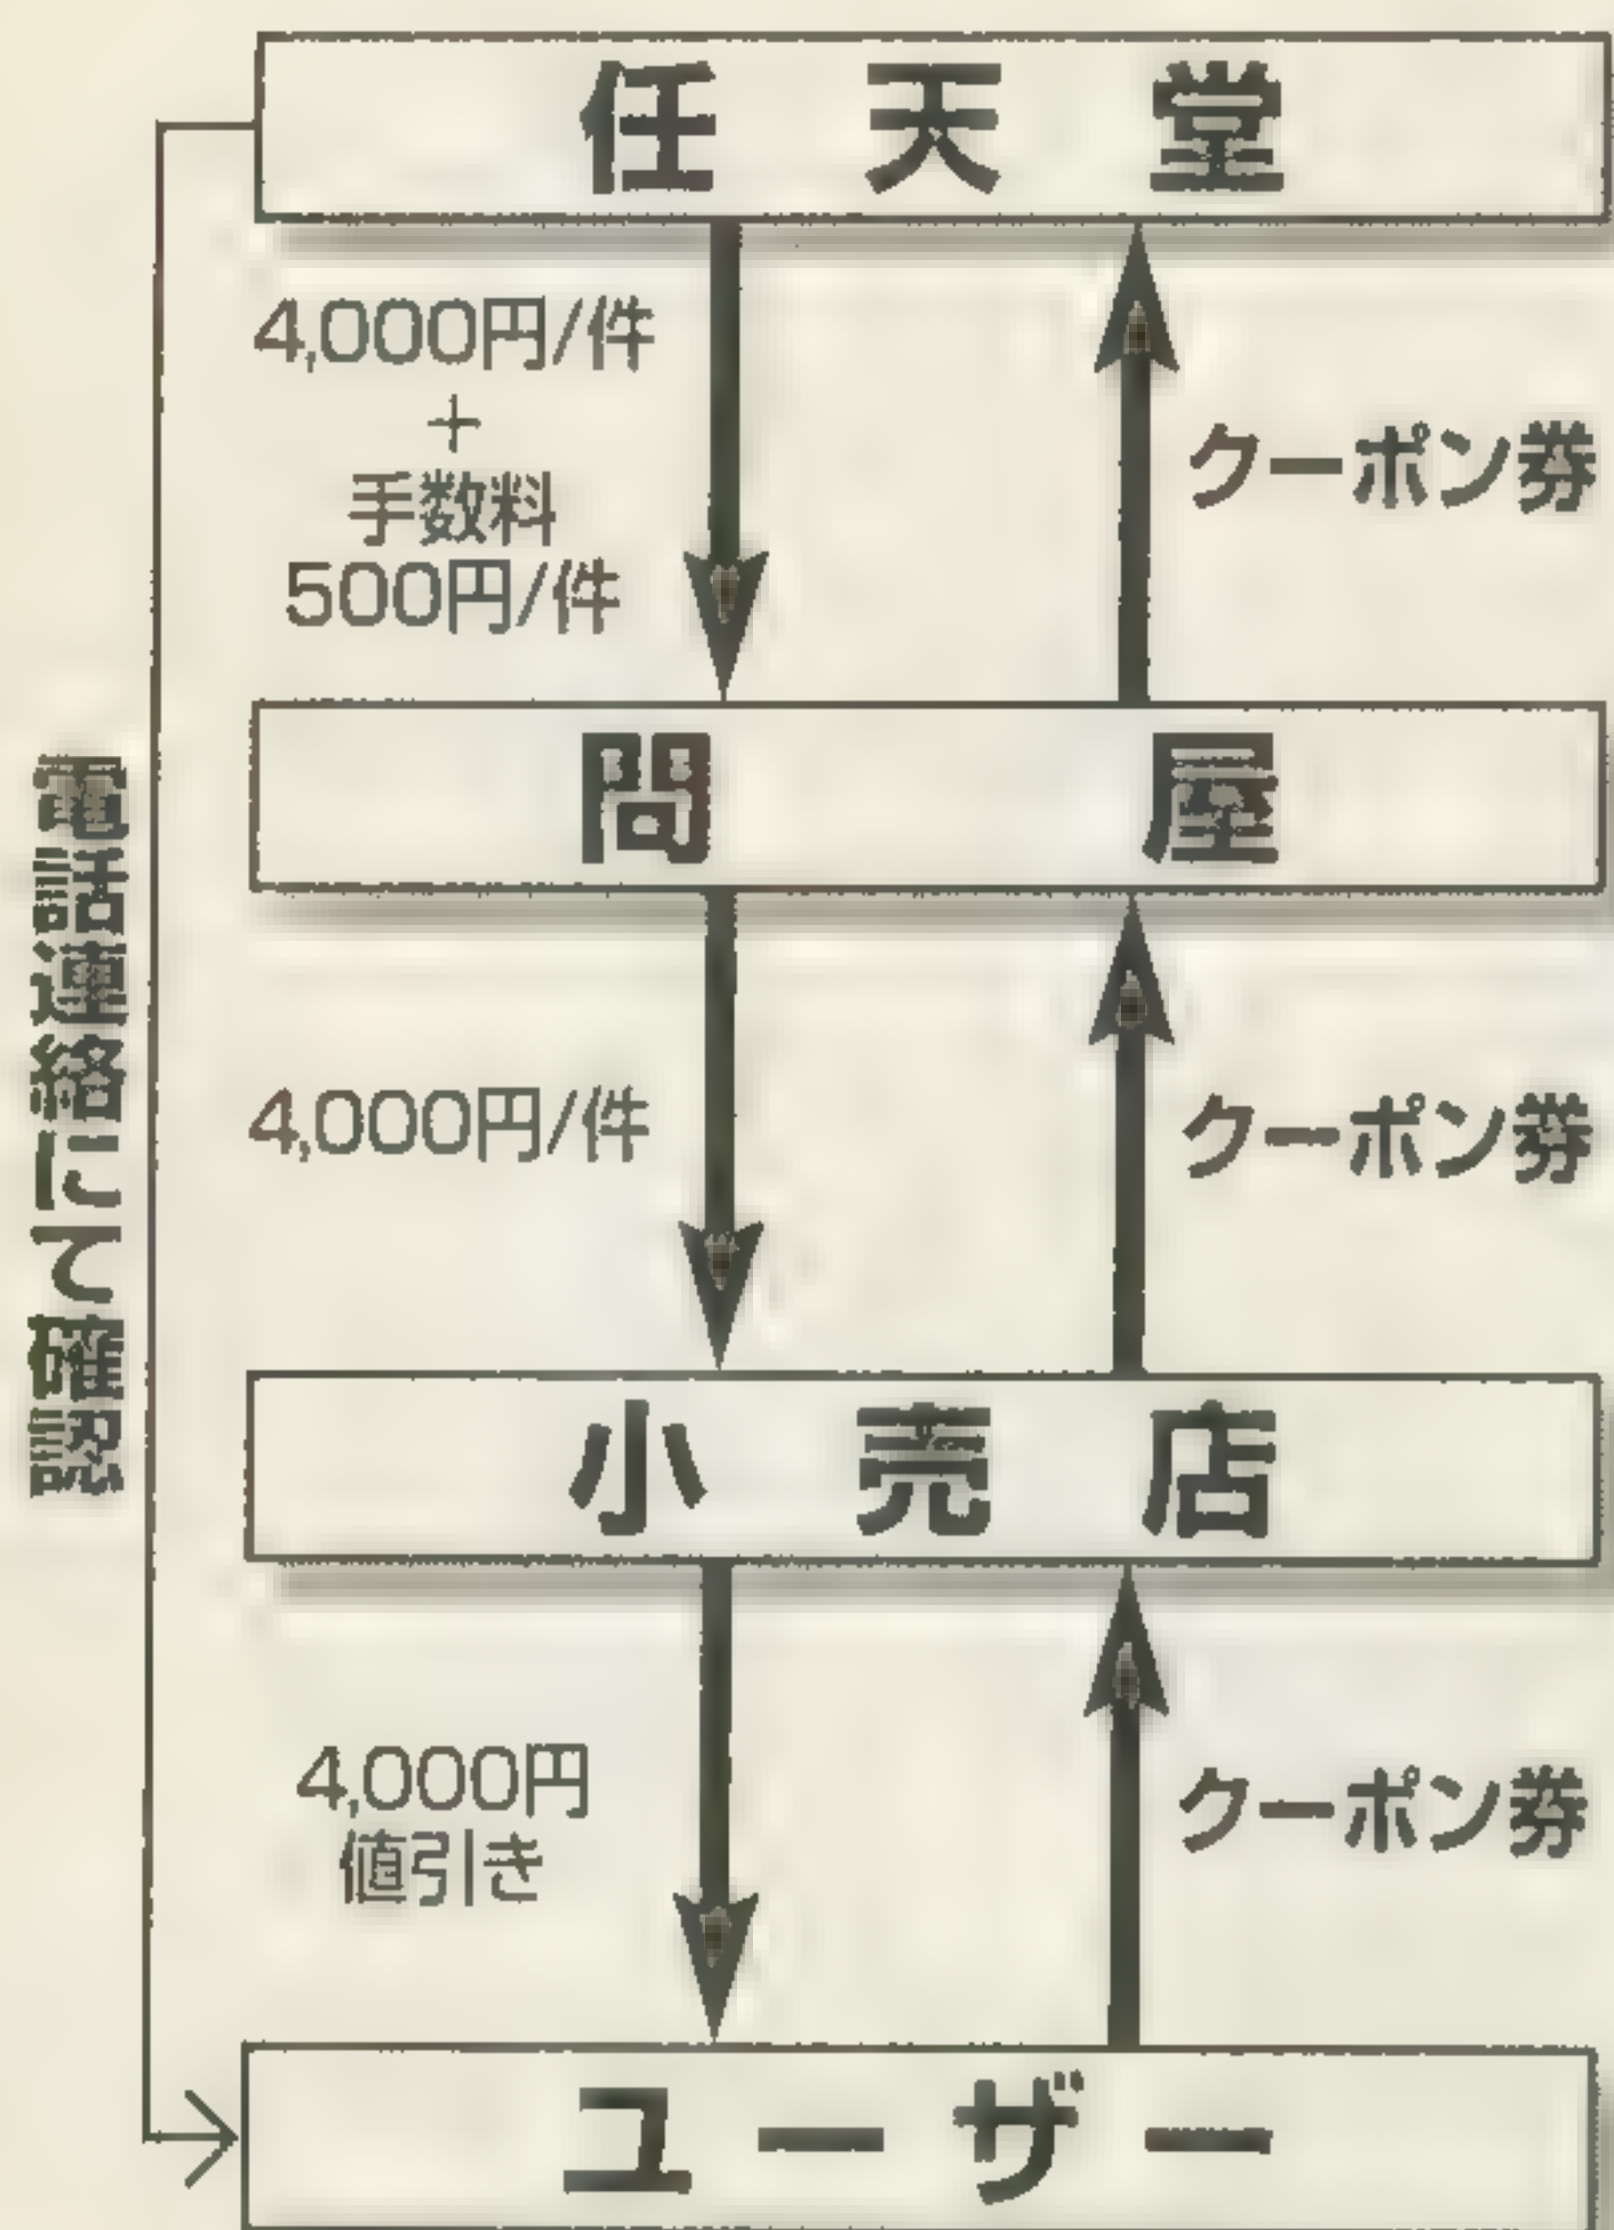 任天堂
4,000円/件
+
手数料
500円/件
クーポン券
問屋
4,000円/件
クーポン券
小売店
4,000円
値引き
クーポン券
ユーザー
電話連絡にて確認